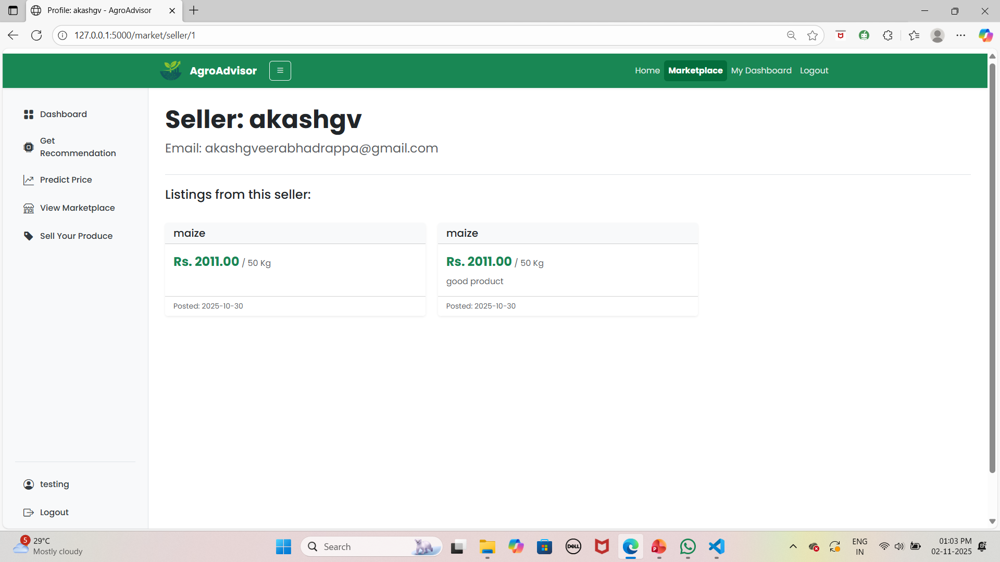 Profile: akashgv - AgroAdvisor
127.0.0.1:5000/market/seller/1
AgroAdvisor
Home Marketplace My Dashboard Logout
Dashboard
Get
Recommendation
Predict Price
View Marketplace
Sell Your Produce
testing
Logout
Seller: akashgv
Email: akashgveerabhadrappa@gmail.com
Listings from this seller:
maize
Rs. 2011.00 / 50 Kg
Posted: 2025-10-30
maize
Rs. 2011.00 / 50 Kg
good product
Posted: 2025-10-30
5
29°C
Mostly cloudy
Search
DELL
P
ENG
IN
01:03 PM
02-11-2025